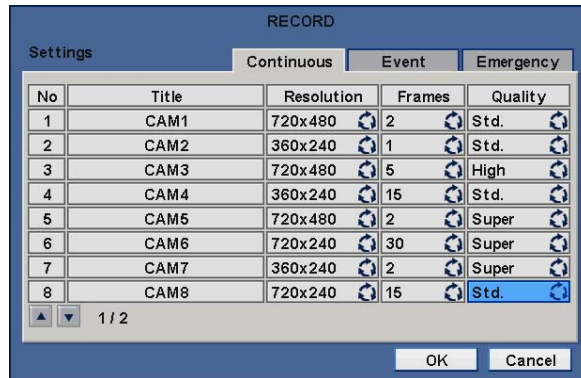 RECORD
Settings
Continuous Event Emergency
No Title Resolution Frames Quality
1 CAM1 720x480 2 Std.
2 CAM2 360x240 1 Std.
3 CAM3 720x480 5 High
4 CAM4 360x240 15 Std.
5 CAM5 720x480 2 Super
6 CAM6 720x240 30 Super
7 CAM7 360x240 2 Super
8 CAM8 720x240 15 Std.
1 / 2
OK Cancel